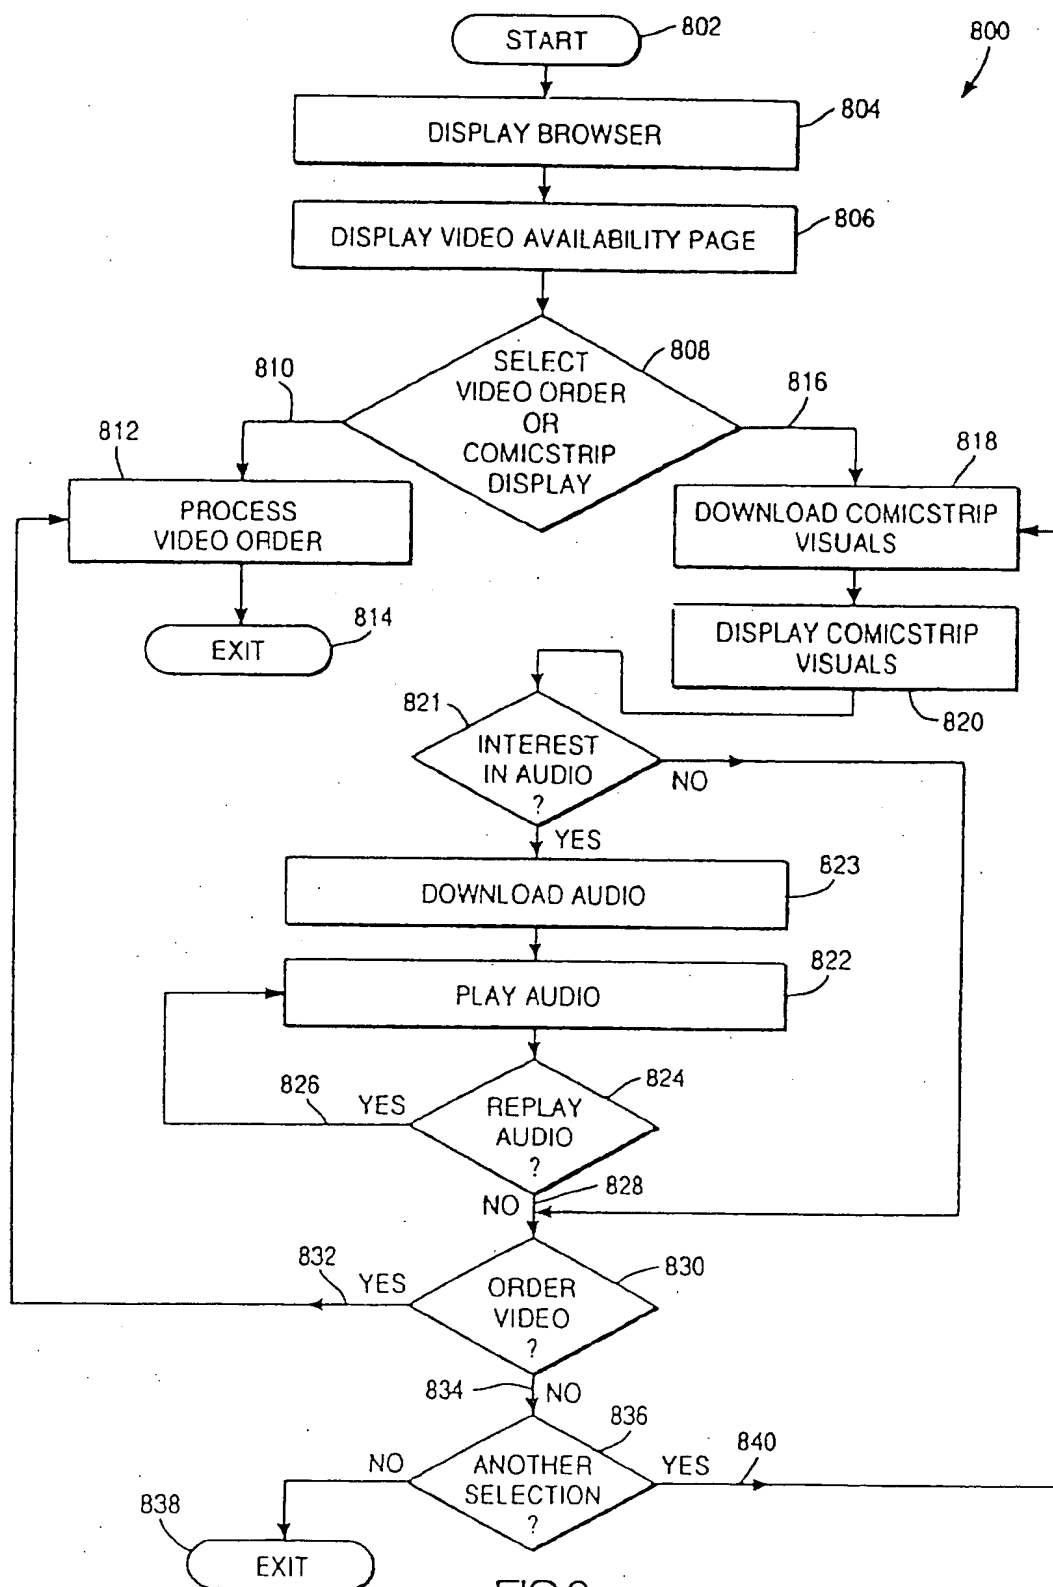 START
802
800
DISPLAY BROWSER
804
DISPLAY VIDEO AVAILABILITY PAGE
806
SELECT
VIDEO ORDER
OR
COMICSTRIP
DISPLAY
808
810
816
812
PROCESS
VIDEO ORDER
818
DOWNLOAD COMICSTRIP
VISUALS
EXIT
814
DISPLAY COMICSTRIP
VISUALS
820
821
INTEREST
IN AUDIO
?
NO
YES
DOWNLOAD AUDIO
823
PLAY AUDIO
822
826
YES
REPLAY
AUDIO
?
824
NO
828
832
YES
ORDER
VIDEO
?
830
834
NO
836
NO
ANOTHER
SELECTION
?
YES
840
838
EXIT